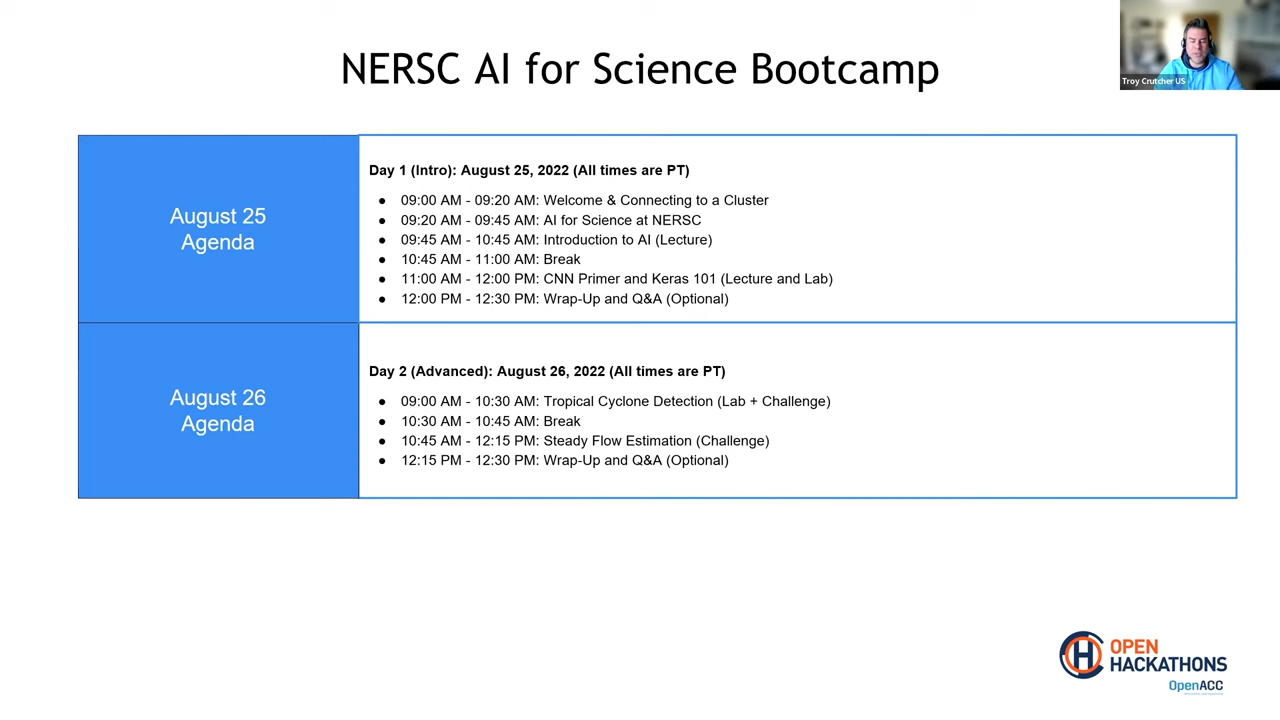 NERSC AI for Science Bootcamp
Troy Crutcher US
August 25
Agenda
Day 1 (Intro): August 25, 2022 (All times are PT)
● 09:00 AM - 09:20 AM: Welcome & Connecting to a Cluster
● 09:20 AM - 09:45 AM: AI for Science at NERSC
● 09:45 AM - 10:45 AM: Introduction to AI (Lecture)
● 10:45 AM - 11:00 AM: Break
● 11:00 AM - 12:00 PM: CNN Primer and Keras 101 (Lecture and Lab)
● 12:00 PM - 12:30 PM: Wrap-Up and Q&A (Optional)
August 26
Agenda
Day 2 (Advanced): August 26, 2022 (All times are PT)
● 09:00 AM - 10:30 AM: Tropical Cyclone Detection (Lab + Challenge)
● 10:30 AM - 10:45 AM: Break
● 10:45 AM - 12:15 PM: Steady Flow Estimation (Challenge)
● 12:15 PM - 12:30 PM: Wrap-Up and Q&A (Optional)
OPEN
HACKATHONS
OpenACC